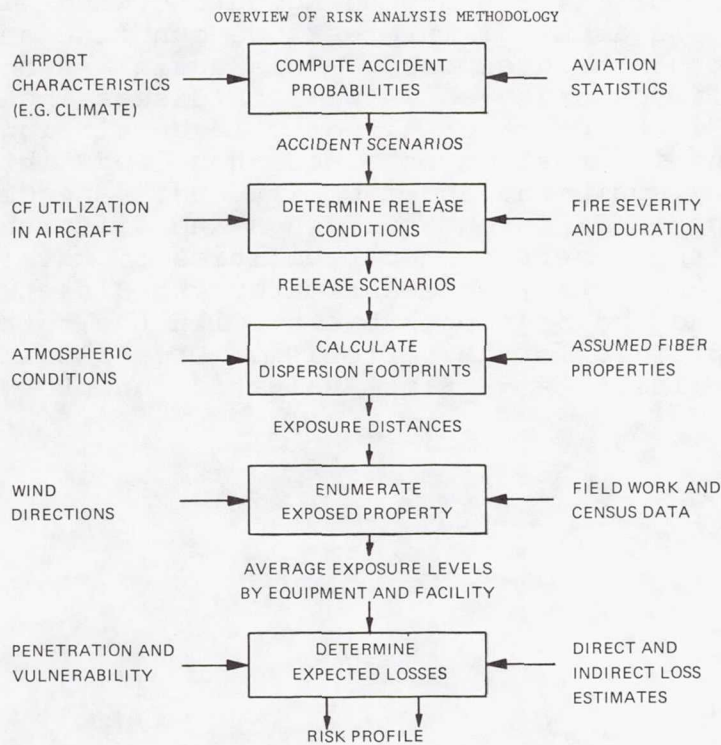 OVERVIEW OF RISK ANALYSIS METHODOLOGY
AIRPORT
CHARACTERISTICS
(E.G. CLIMATE)
COMPUTE ACCIDENT
PROBABILITIES
AVIATION
STATISTICS
ACCIDENT SCENARIOS
CF UTILIZATION
IN AIRCRAFT
DETERMINE RELEASE
CONDITIONS
FIRE SEVERITY
AND DURATION
RELEASE SCENARIOS
ATMOSPHERIC
CONDITIONS
CALCULATE
DISPERSION FOOTPRINTS
ASSUMED FIBER
PROPERTIES
EXPOSURE DISTANCES
WIND
DIRECTIONS
ENUMERATE
EXPOSED PROPERTY
FIELD WORK AND
CENSUS DATA
AVERAGE EXPOSURE LEVELS
BY EQUIPMENT AND FACILITY
PENETRATION AND
VULNERABILITY
DETERMINE
EXPECTED LOSSES
DIRECT AND
INDIRECT LOSS
ESTIMATES
RISK PROFILE